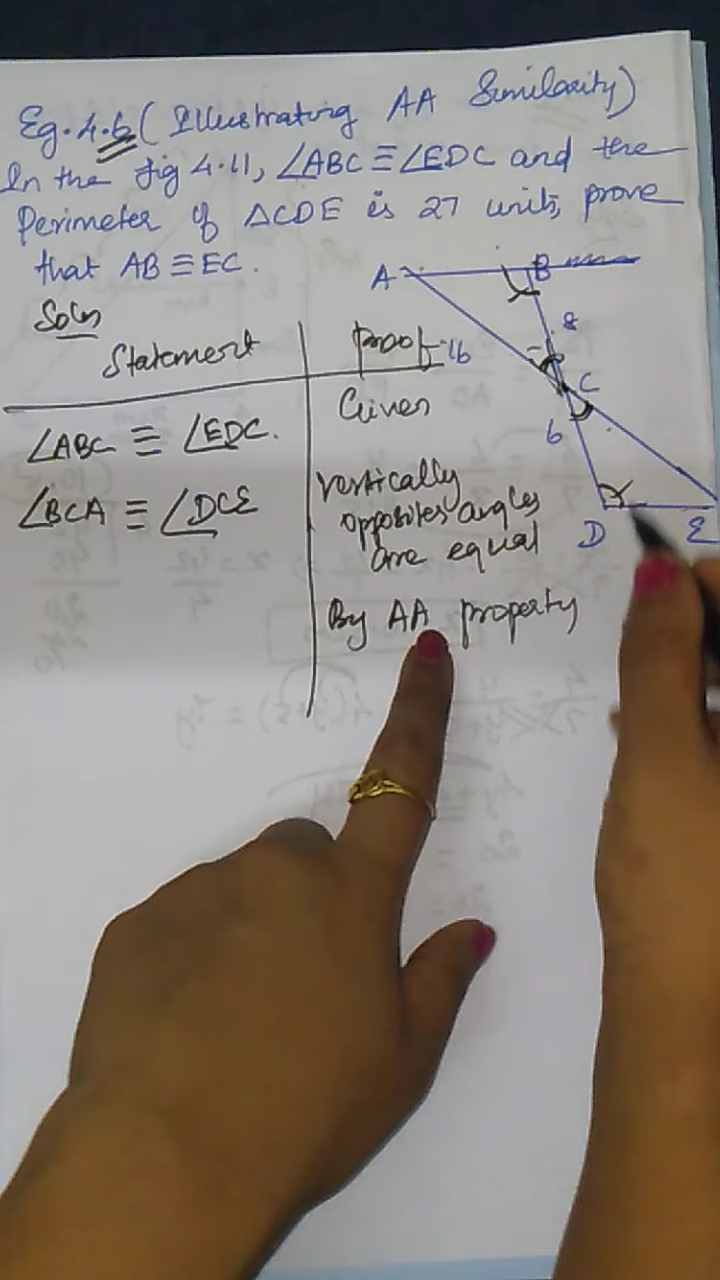 Eg. 4.6 (Illustrating AA Similarity)
In the fig 4.11, ∠ABC ≡ ∠EDC and the
Perimeter of △CDE is 27 units, prove
that AB ≡ EC.
Soln
Statement
Proof
A
B
8
16
C
6
D
E
∠ABC ≡ ∠EDC.
Given
∠BCA ≡ ∠DCE
Vertically
opposites angles
are equal
By AA property